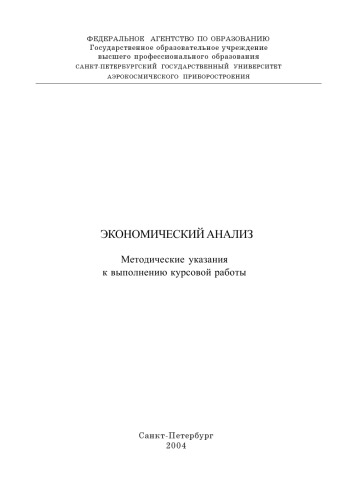 ФЕДЕРАЛЬНОЕ АГЕНТСТВО ПО ОБРАЗОВАНИЮ
Государственное образовательное учреждение
высшего профессионального образования
САНКТ-ПЕТЕРБУРГСКИЙ ГОСУДАРСТВЕННЫЙ УНИВЕРСИТЕТ
АЭРОКОСМИЧЕСКОГО ПРИБОРОСТРОЕНИЯ
ЭКОНОМИЧЕСКИЙ АНАЛИЗ
Методические указания
к выполнению курсовой работы
Санкт-Петербург
2004